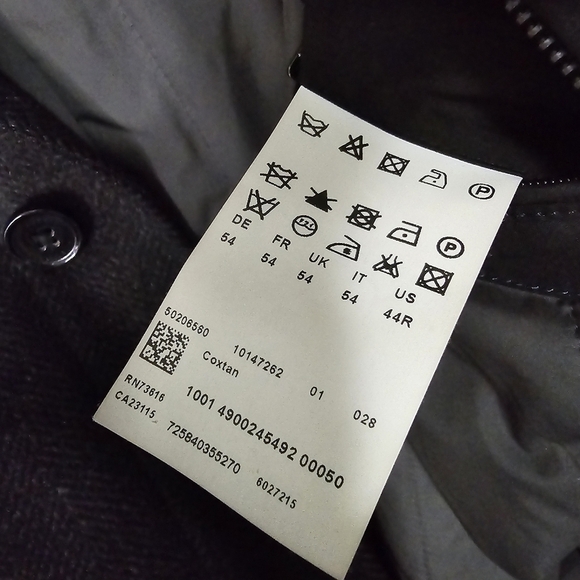 P
P
DE FR UK IT US
54 54 54 54 44R
50206560 10147262 01 028
Coxtan
RN73616
CA23115
1001 4900245492 00050
725840355270 6027215